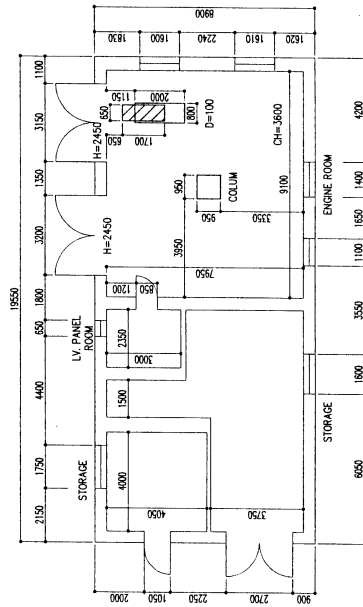 19550
2150 1750 4400 650 1800 3200 1350 3150 1100
STORAGE
LV. PANEL
ROOM
H=2450
H=2450
8900
1830
1600
2240
1610
1620
2000
1050
2250
2700
900
4000
4050
3750
1500
2350
3000
1200
850
7950
3950
950
950
COLUM
3350
9100
CH=3600
650
1150
2000
650
1700
800
D=100
STORAGE
ENGINE ROOM
6050 1600 3550 1100 1650 1400 4200